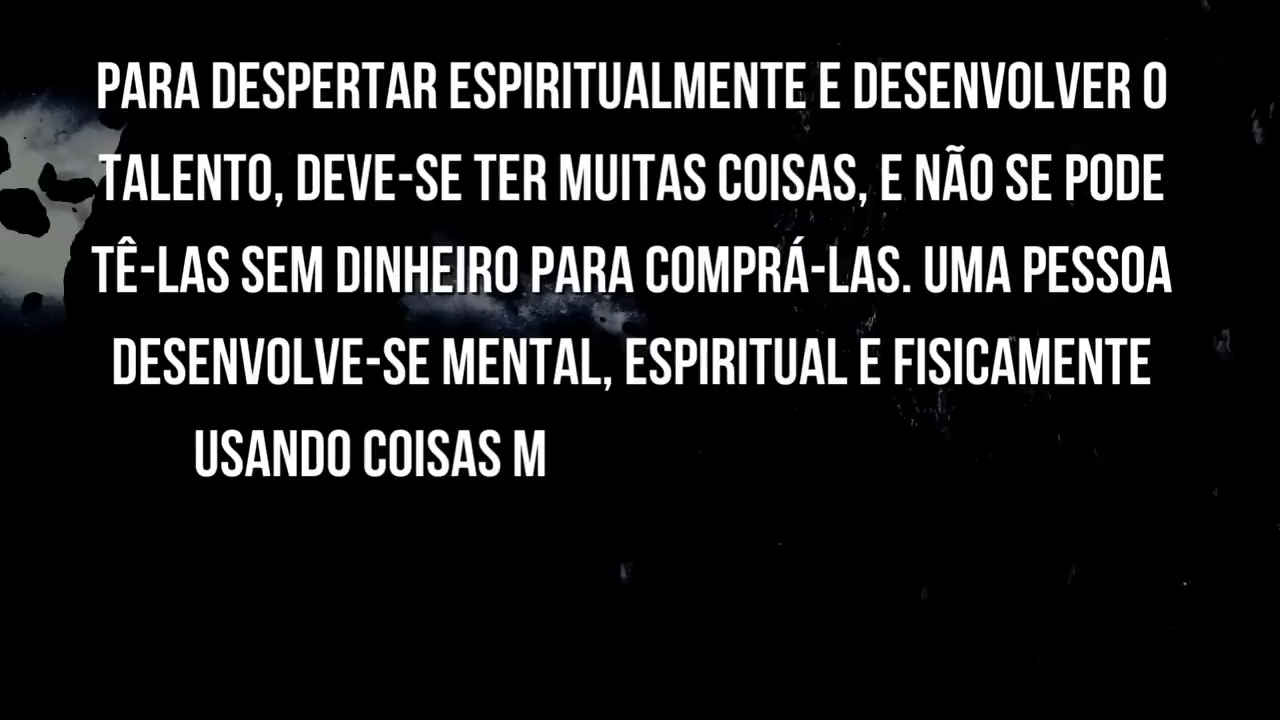 PARA DESPERTAR ESPIRITUALMENTE E DESENVOLVER O
TALENTO, DEVE-SE TER MUITAS COISAS, E NÃO SE PODE
TÊ-LAS SEM DINHEIRO PARA COMPRÁ-LAS. UMA PESSOA
DESENVOLVE-SE MENTAL, ESPIRITUAL E FISICAMENTE
USANDO COISAS M